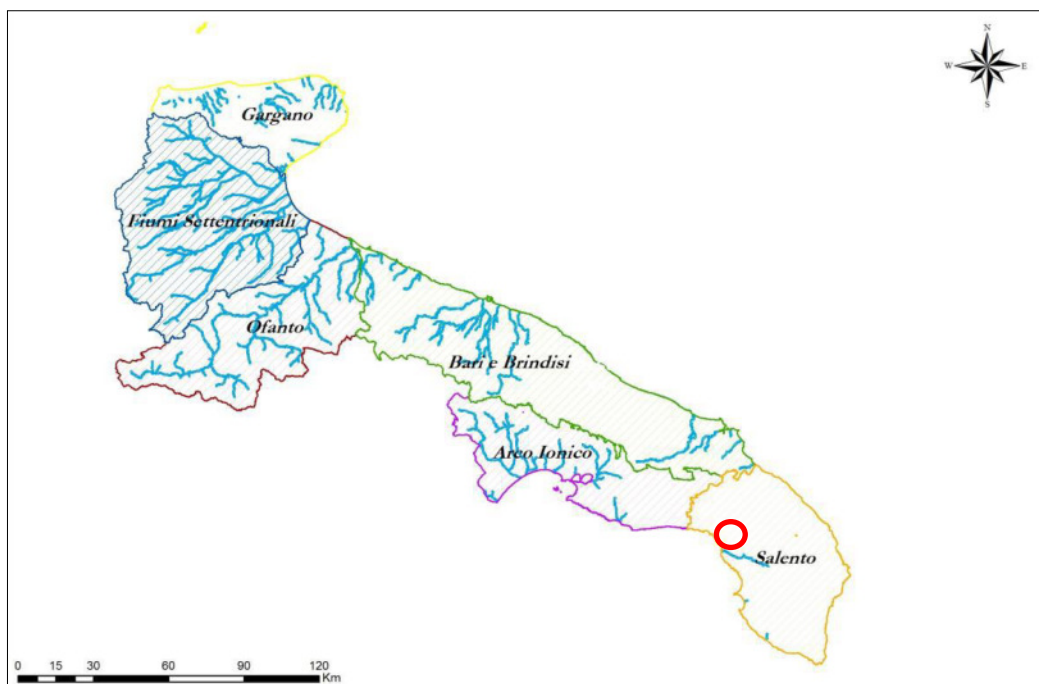 N
W E
S
Gargano
Fiumi Settentrionali
Ofanto
Bari e Brindisi
Arco Ionico
Salento
0 15 30 60 90 120
Km